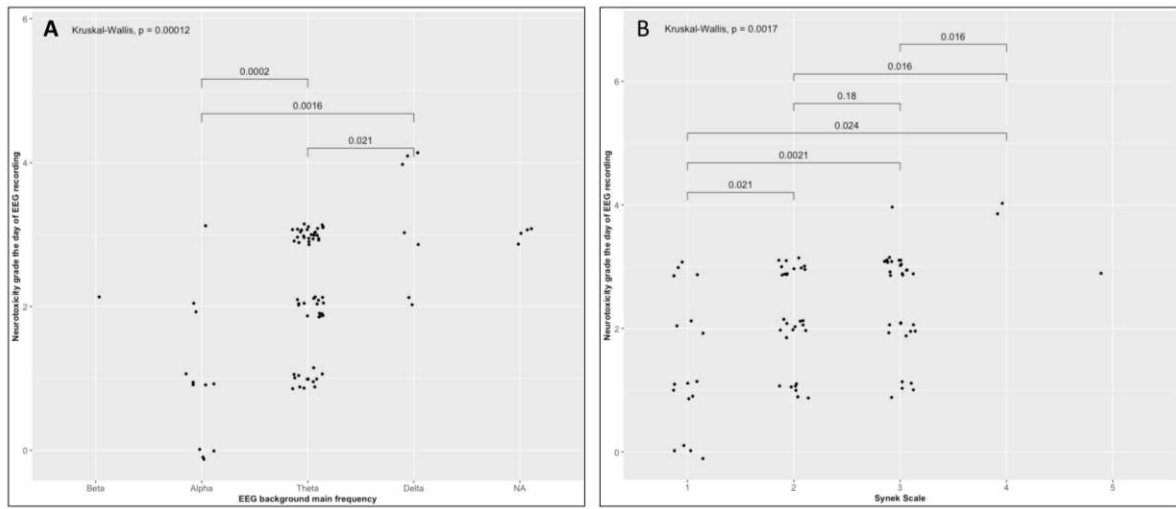 A
Kruskal-Wallis, p = 0.00012
0.0002
0.0016
0.021
6
4
2
0
Neurotoxicity grade the day of EEG recording
Beta
Alpha
Theta
Delta
NA
EEG background main frequency
B
Kruskal-Wallis, p = 0.0017
0.016
0.016
0.18
0.024
0.0021
0.021
6
4
2
0
Neurotoxicity grade the day of EEG recording
1
2
3
4
5
Synek Scale